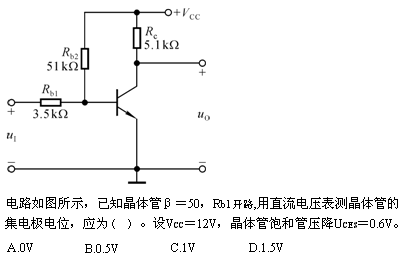 +VCC
Rc
5.1kΩ
Rb2
51kΩ
+
Rb1
+
3.5kΩ
uI
uO
−
−
电路如图所示，已知晶体管β＝50，Rb1开路,用直流电压表测晶体管的
集电极电位，应为（ ）。设Vcc＝12V，晶体管饱和管压降UCES＝0.6V。
A.0V B.0.5V C.1V D.1.5V